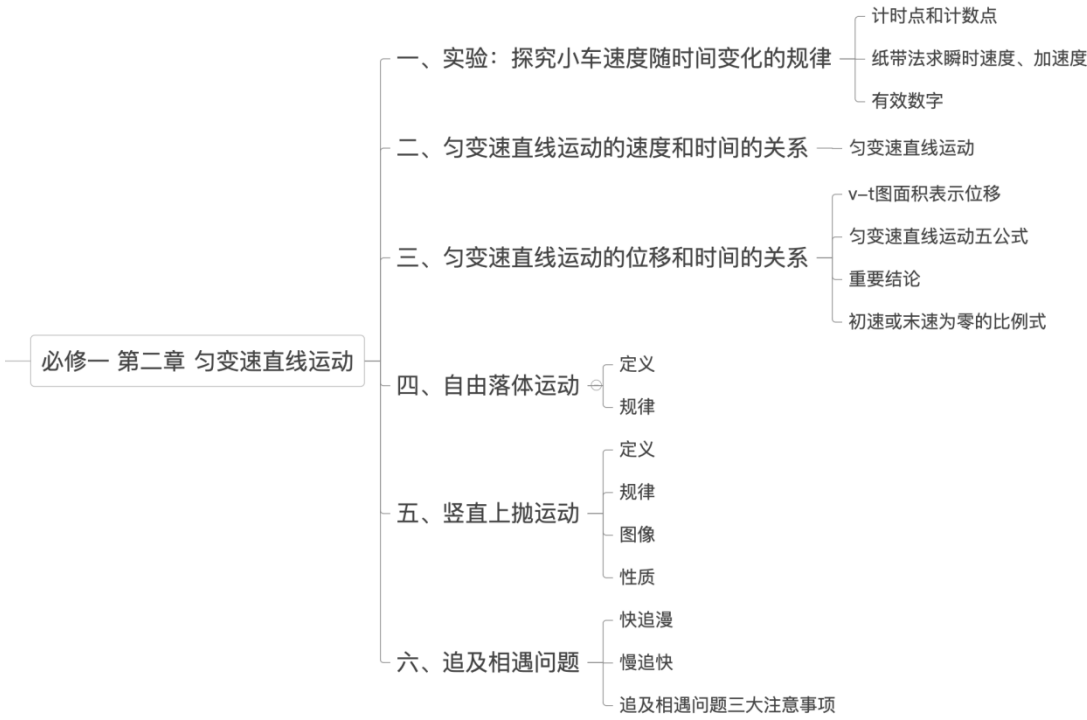 必修一 第二章 匀变速直线运动
一、实验：探究小车速度随时间变化的规律
计时点和计数点
纸带法求瞬时速度、加速度
有效数字
二、匀变速直线运动的速度和时间的关系
匀变速直线运动
三、匀变速直线运动的位移和时间的关系
v-t图面积表示位移
匀变速直线运动五公式
重要结论
初速或末速为零的比例式
四、自由落体运动
定义
规律
五、竖直上抛运动
定义
规律
图像
性质
六、追及相遇问题
快追漫
慢追快
追及相遇问题三大注意事项